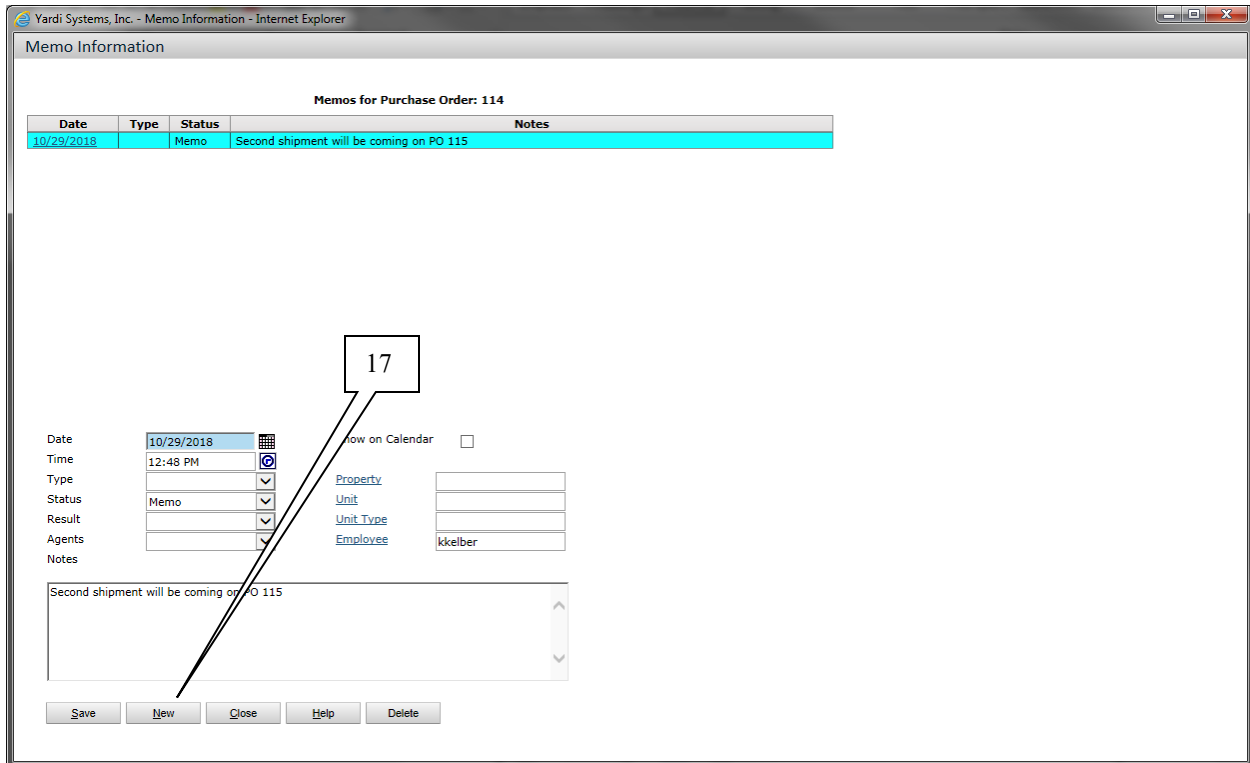 Yardi Systems, Inc. - Memo Information - Internet Explorer
Memo Information
Memos for Purchase Order: 114
Date Type Status Notes
10/29/2018 Memo Second shipment will be coming on PO 115
17
Date 10/29/2018 how on Calendar
Time 12:48 PM
Type Property
Status Memo Unit
Result Unit Type
Agents Employee kkelber
Notes
Second shipment will be coming on PO 115
Save New Close Help Delete